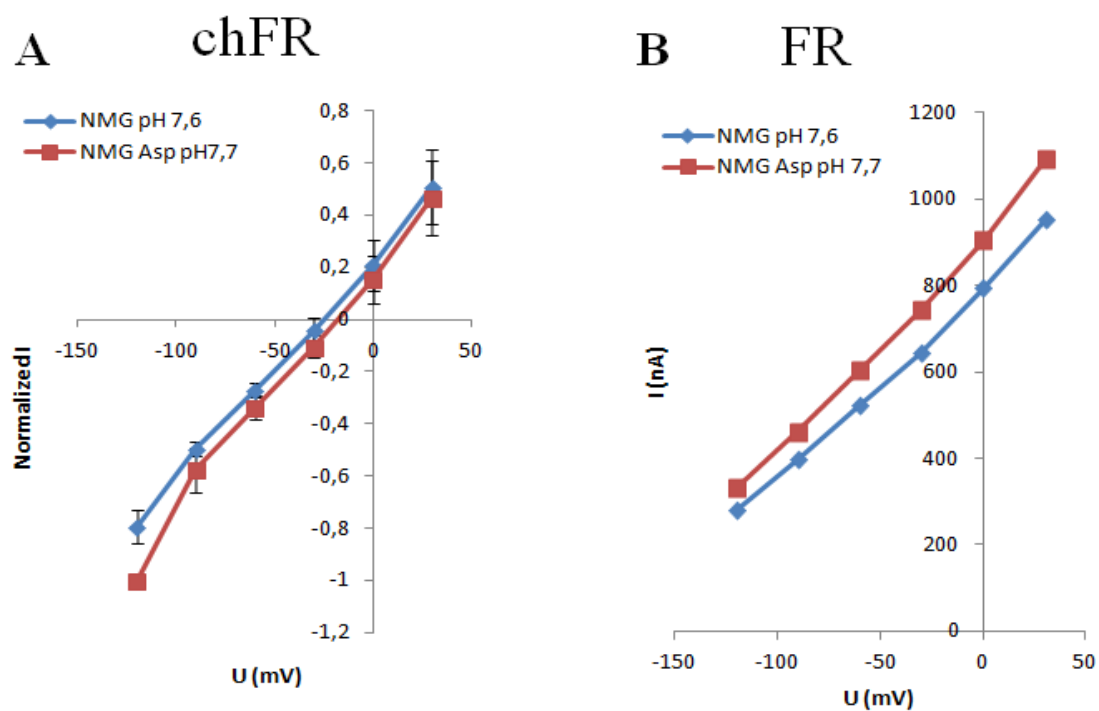 A chFR
NMG pH 7,6
NMG Asp pH7,7
0,8
0,6
0,4
0,2
0
-0,2
-0,4
-0,6
-0,8
-1
-1,2
-150 -100 -50 0 50
Normalized I
U (mV)
B FR
NMG pH 7,6
NMG Asp pH 7,7
1200
1000
800
600
400
200
0
-150 -100 -50 0 50
I (nA)
U (mV)